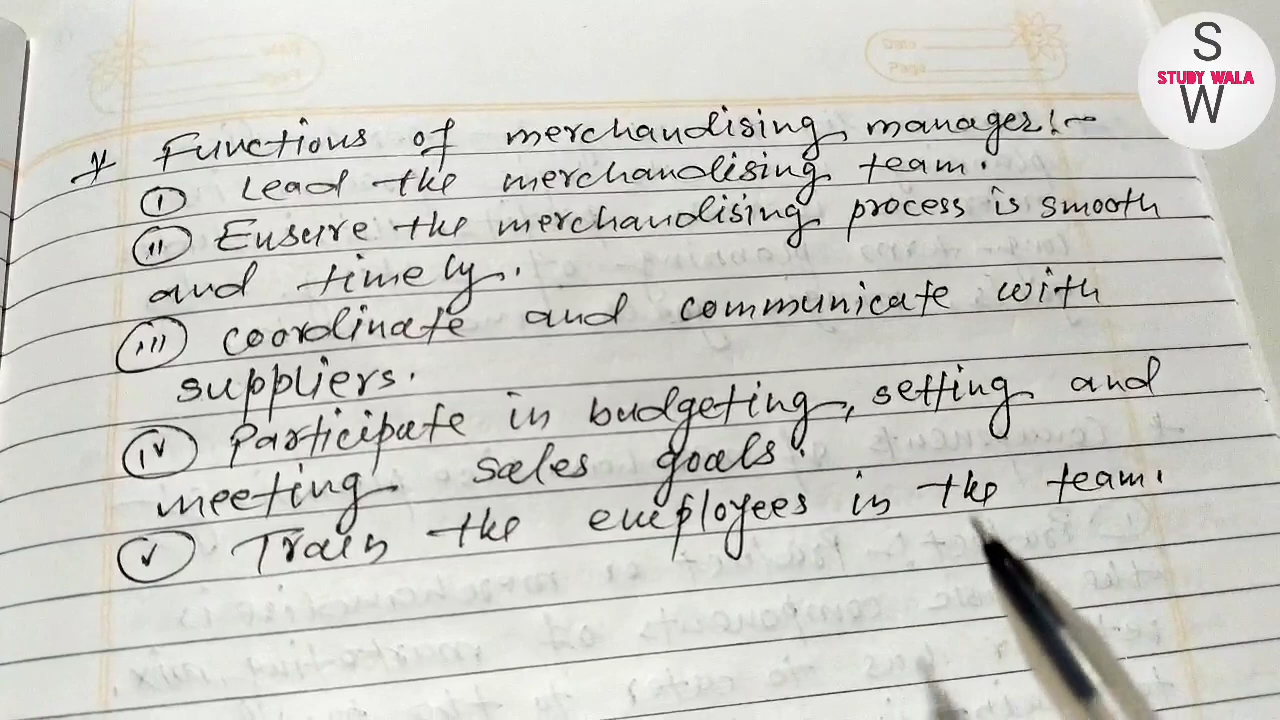 * Functions of merchandising manager:-
(i) Lead the merchandising team.
(ii) Ensure the merchandising process is smooth
and timely.
(iii) coordinate and communicate with
suppliers.
(iv) Participate in budgeting, setting and
meeting sales goals.
(v) Train the employees in the team.
S
STUDY WALA
W